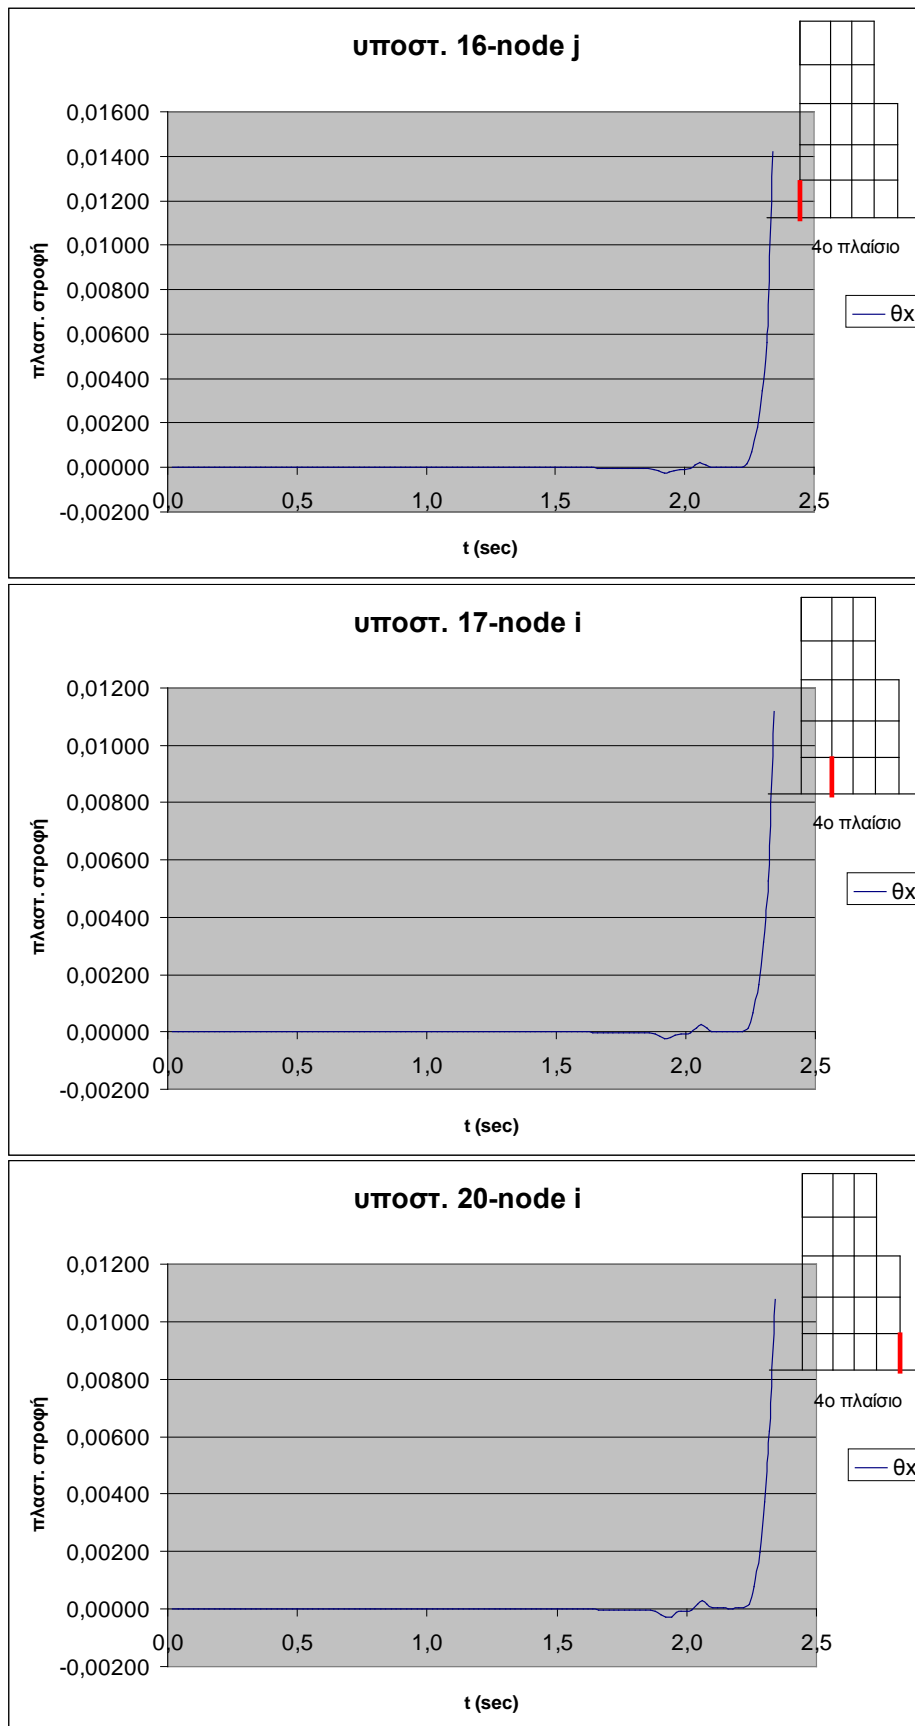 υποστ. 16-node j
0,01600
0,01400
0,01200
0,01000
0,00800
0,00600
0,00400
0,00200
0,00000
-0,00200
πλαστ. στροφή
0,0 0,5 1,0 1,5 2,0 2,5
t (sec)
4ο πλαίσιο
θx
υποστ. 17-node i
0,01200
0,01000
0,00800
0,00600
0,00400
0,00200
0,00000
-0,00200
πλαστ. στροφή
0,0 0,5 1,0 1,5 2,0 2,5
t (sec)
4ο πλαίσιο
θx
υποστ. 20-node i
0,01200
0,01000
0,00800
0,00600
0,00400
0,00200
0,00000
-0,00200
πλαστ. στροφή
0,0 0,5 1,0 1,5 2,0 2,5
t (sec)
4ο πλαίσιο
θx